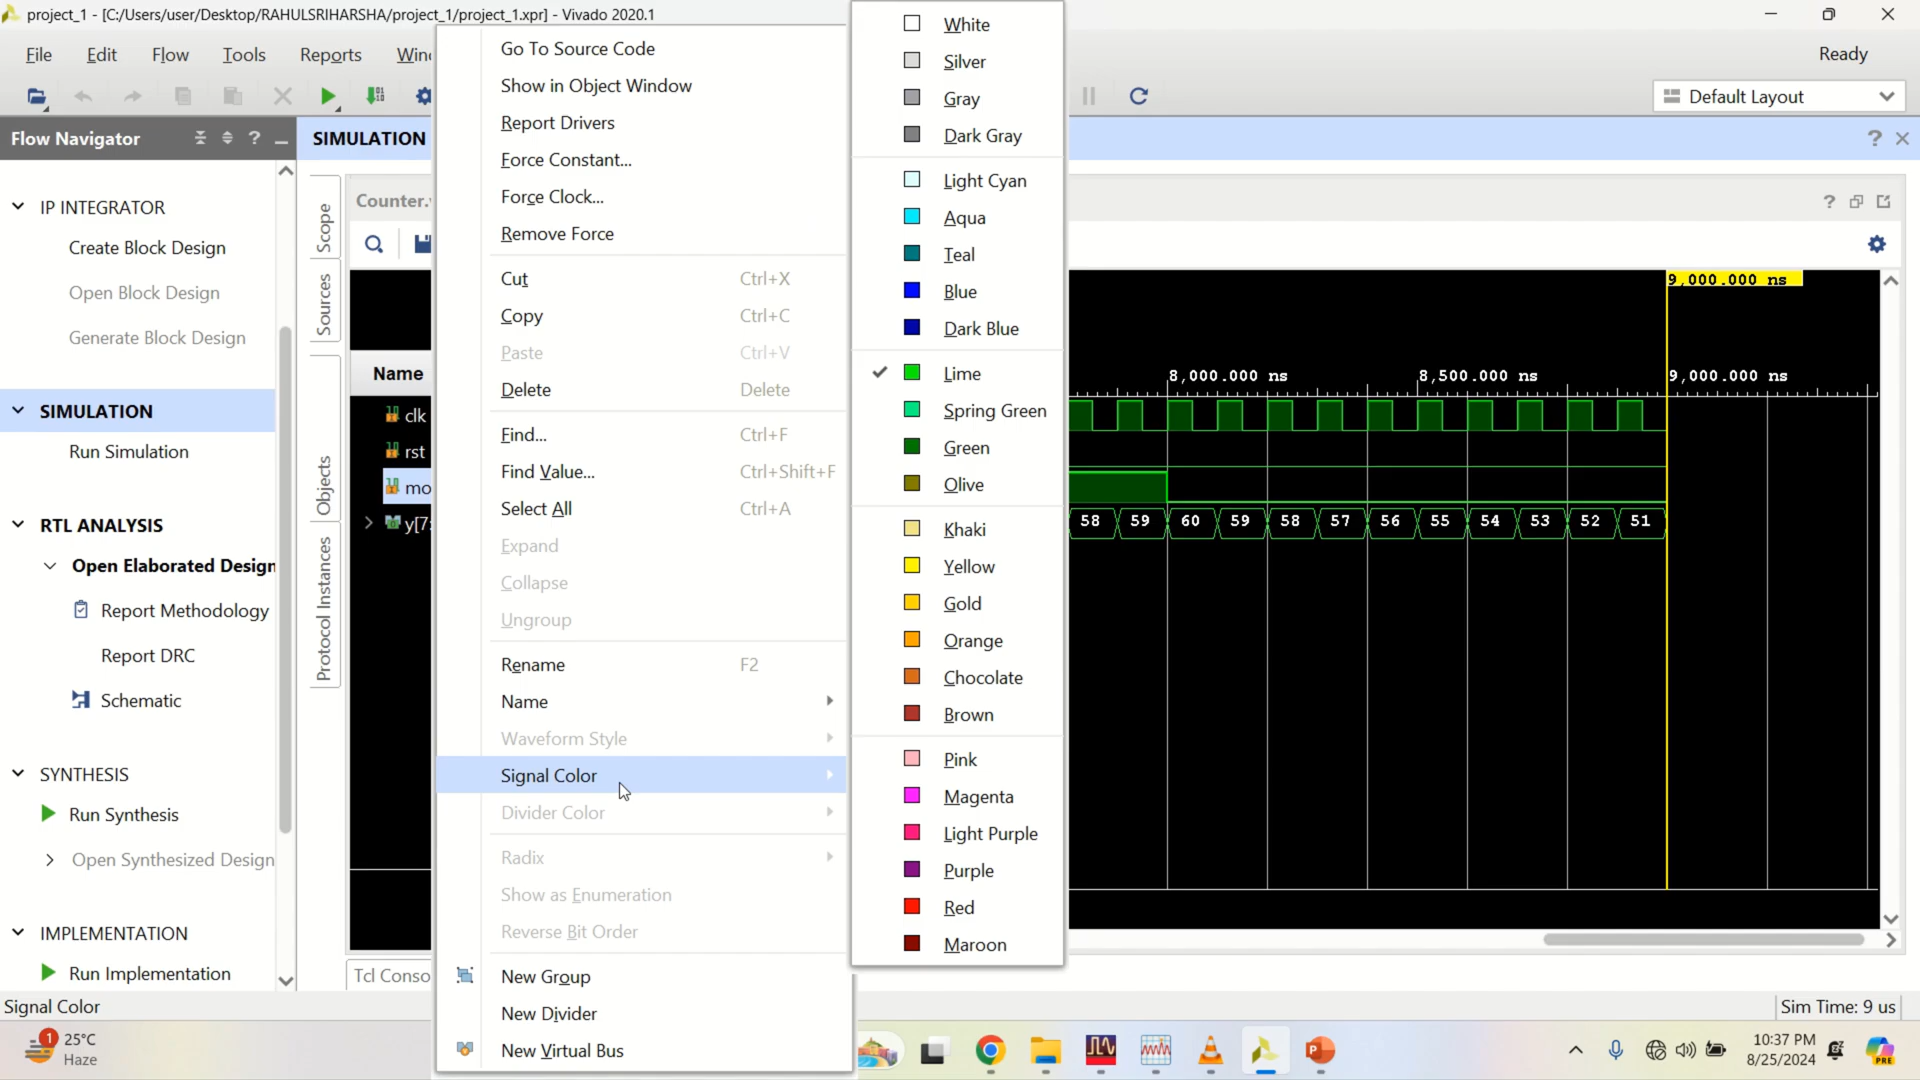 project_1 - [C:/Users/user/Desktop/RAHULSRIHARSHA/project_1/project_1.xpr] - Vivado 2020.1
File Edit Flow Tools Reports Wind
Ready
Default Layout
Flow Navigator
SIMULATION
IP INTEGRATOR
Create Block Design
Open Block Design
Generate Block Design
SIMULATION
Run Simulation
RTL ANALYSIS
Open Elaborated Design
Report Methodology
Report DRC
Schematic
SYNTHESIS
Run Synthesis
Open Synthesized Design
IMPLEMENTATION
Run Implementation
Signal Color
Scope
Sources
Objects
Protocol Instances
Counter.
Name
clk
rst
mo
y[7:
Tcl Conso
Go To Source Code
Show in Object Window
Report Drivers
Force Constant...
Force Clock...
Remove Force
Cut Ctrl+X
Copy Ctrl+C
Paste Ctrl+V
Delete Delete
Find... Ctrl+F
Find Value... Ctrl+Shift+F
Select All Ctrl+A
Expand
Collapse
Ungroup
Rename F2
Name
Waveform Style
Signal Color
Divider Color
Radix
Show as Enumeration
Reverse Bit Order
New Group
New Divider
New Virtual Bus
White
Silver
Gray
Dark Gray
Light Cyan
Aqua
Teal
Blue
Dark Blue
Lime
Spring Green
Green
Olive
Khaki
Yellow
Gold
Orange
Chocolate
Brown
Pink
Magenta
Light Purple
Purple
Red
Maroon
9,000.000 ns
8,000.000 ns 8,500.000 ns 9,000.000 ns
58 59 60 59 58 57 56 55 54 53 52 51
Sim Time: 9 us
1
25°C
Haze
PRE
10:37 PM
8/25/2024